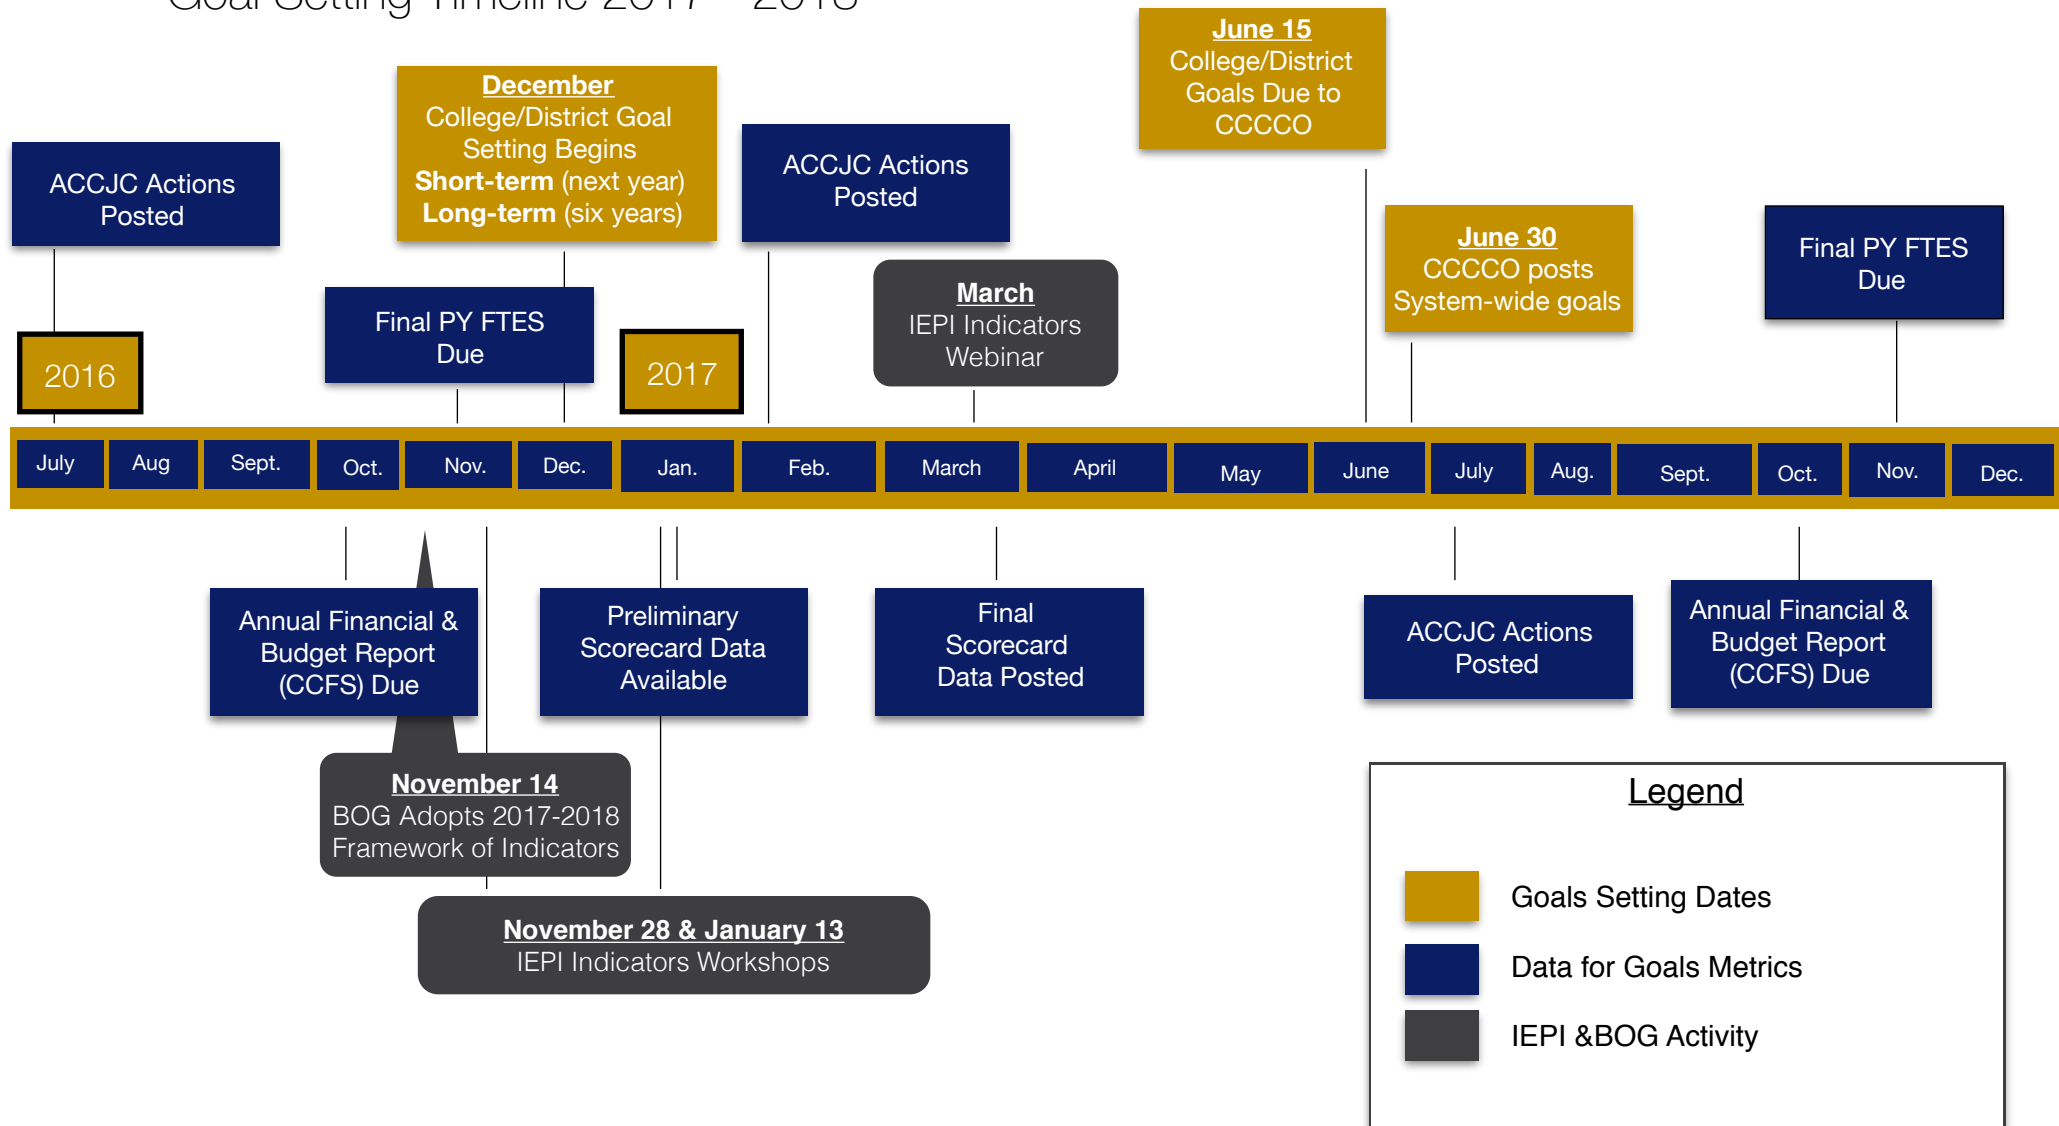 Goal Setting Timeline 2017 – 2018
June 15
College/District
Goals Due to
CCCCO
December
College/District Goal
Setting Begins
Short-term (next year)
Long-term (six years)
ACCJC Actions
Posted
ACCJC Actions
Posted
June 30
CCCCO posts
System-wide goals
Final PY FTES
Due
March
IEPI Indicators
Webinar
Final PY FTES
Due
2016
2017
July
Aug
Sept.
Oct.
Nov.
Dec.
Jan.
Feb.
March
April
May
June
July
Aug.
Sept.
Oct.
Nov.
Dec.
Annual Financial &
Budget Report
(CCFS) Due
Preliminary
Scorecard Data
Available
Final
Scorecard
Data Posted
ACCJC Actions
Posted
Annual Financial &
Budget Report
(CCFS) Due
November 14
BOG Adopts 2017-2018
Framework of Indicators
November 28 & January 13
IEPI Indicators Workshops
Legend
Goals Setting Dates
Data for Goals Metrics
IEPI &BOG Activity